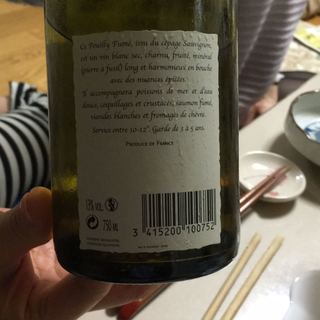 Ce Pouilly Fumé, issu du cépage Sauvignon,
est un vin blanc sec, charnu, fruité, minéral
(pierre à fusil) long et harmonieux en bouche
avec des nuances épicées.
Il accompagnera poissons de mer et d'eau
douce, coquillages et crustacés, saumon fumé,
viandes blanches et fromages de chèvre.
Service entre 10-12°. Garde de 3 à 5 ans.
PRODUCE OF FRANCE
13% VOL.
750 ML
3 415200 100752